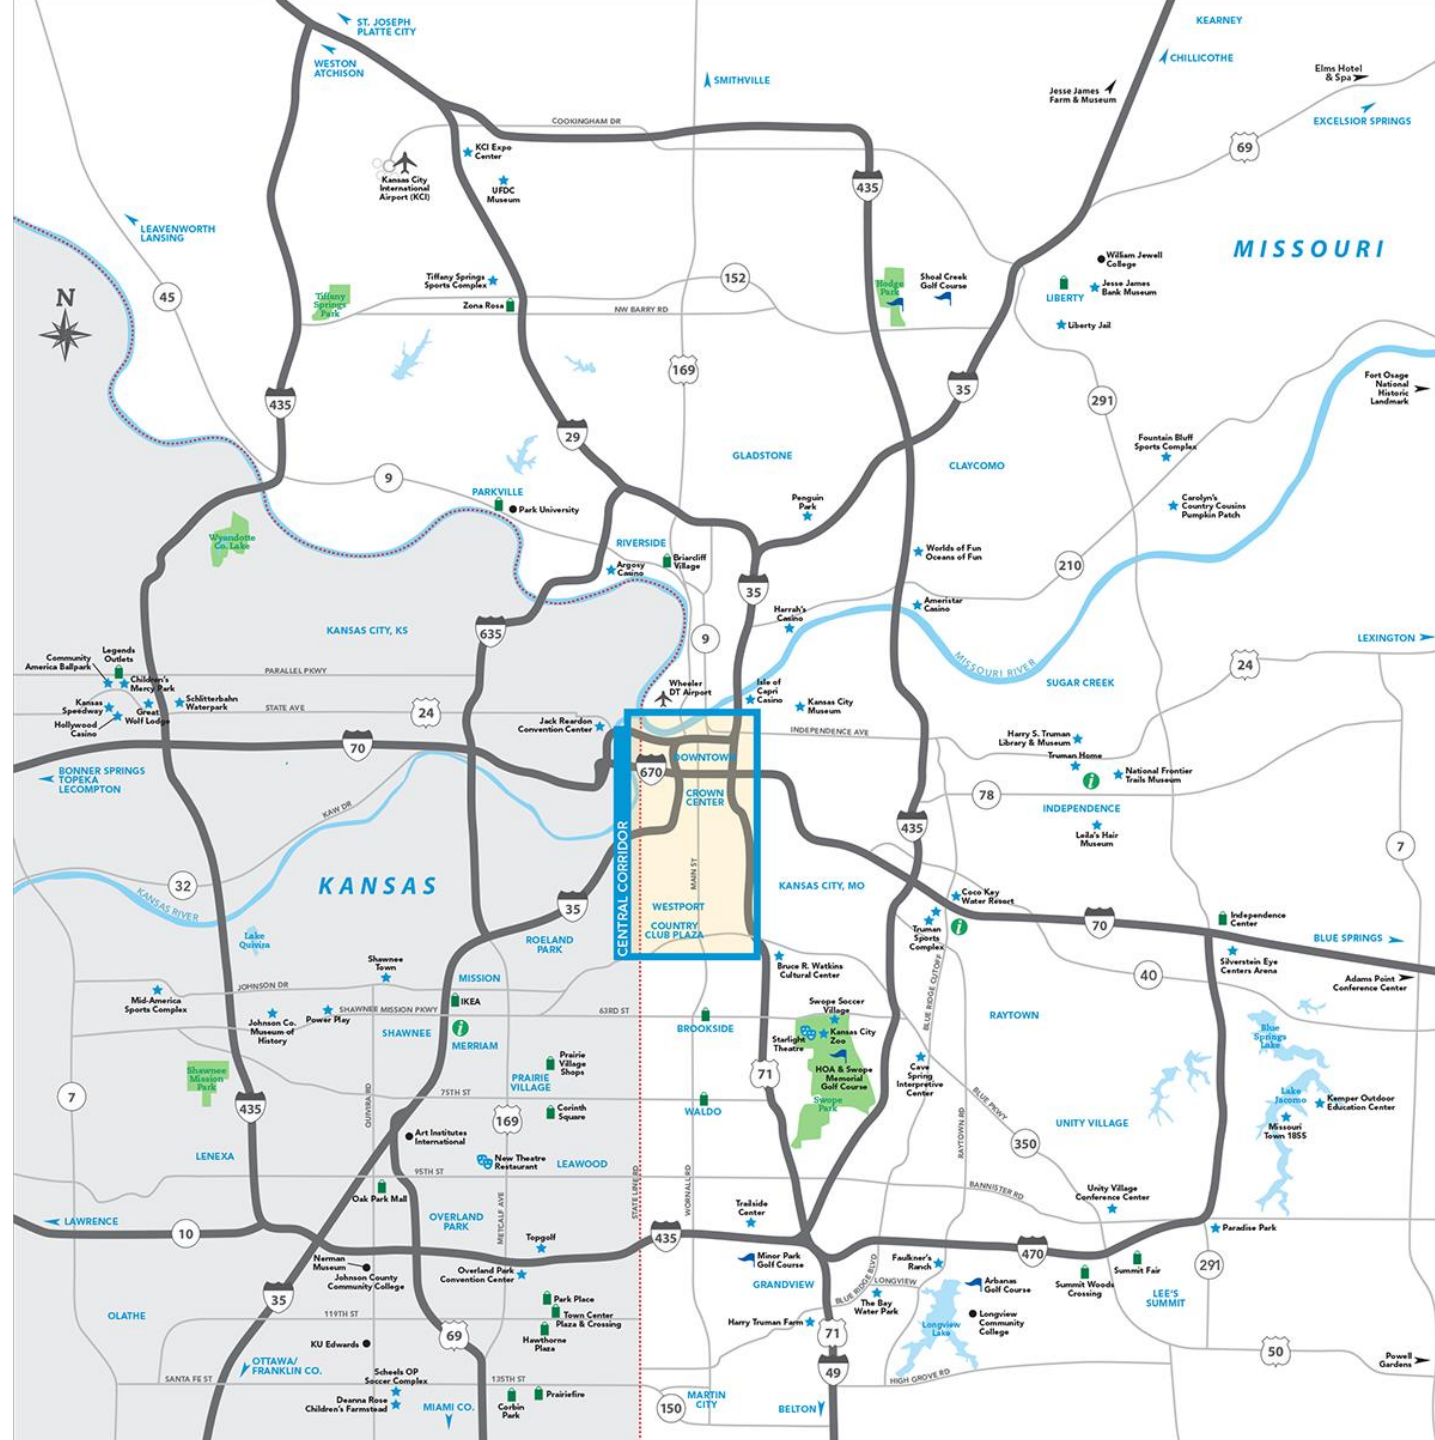 KEARNEY
ST. JOSEPH
PLATTE CITY
WESTON
ATCHISON
CHILLICOTHE
SMITHVILLE
Elms Hotel
& Spa
Jesse James
Farm & Museum
EXCELSIOR SPRINGS
COOKINGHAM DR
69
KCI Expo
Center
Kansas City
International
Airport (KCI)
UFDC
Museum
435
LEAVENWORTH
LANSING
MISSOURI
William Jewell
College
Tiffany Springs
Sports Complex
152
Hodge
Park
Shoal Creek
Golf Course
LIBERTY
Jesse James
Bank Museum
N
45
Tiffany
Springs
Park
Zona Rosa
NW BARRY RD
Liberty Jail
169
35
Fort Osage
National
Historic
Landmark
435
291
29
Fountain Bluff
Sports Complex
GLADSTONE
CLAYCOMO
9
PARKVILLE
Park University
Penguin
Park
Carolyn's
Country Cousins
Pumpkin Patch
Wyandotte
Co. Lake
RIVERSIDE
Briarcliff
Village
Argosy
Casino
Worlds of Fun
Oceans of Fun
210
35
Harrah's
Casino
Ameristar
Casino
KANSAS CITY, KS
635
9
LEXINGTON
Legends
Outlets
Community
America Ballpark
PARALLEL PKWY
MISSOURI RIVER
24
Children's
Mercy Park
Wheeler
DT Airport
Isle of
Capri
Casino
SUGAR CREEK
Kansas
Speedway
Great
Wolf Lodge
Schlitterbahn
Waterpark
STATE AVE
24
Kansas City
Museum
Hollywood
Casino
Jack Reardon
Convention Center
INDEPENDENCE AVE
Harry S. Truman
Library & Museum
70
DOWNTOWN
Truman Home
BONNER SPRINGS
TOPEKA
LECOMPTON
670
i
National Frontier
Trails Museum
CROWN
CENTER
78
KAW DR
INDEPENDENCE
435
Leila's Hair
Museum
CENTRAL CORRIDOR
MAIN ST
7
32
KANSAS
KANSAS CITY, MO
KANSAS RIVER
35
WESTPORT
Coco Key
Water Resort
COUNTRY
CLUB PLAZA
Truman
Sports
Complex
i
70
Independence
Center
Lake
Quivira
ROELAND
PARK
BLUE SPRINGS
Shawnee
Town
MISSION
Bruce R. Watkins
Cultural Center
BLUE RIDGE CUTOFF
40
Silverstein Eye
Centers Arena
Adams Point
Conference Center
JOHNSON DR
Mid-America
Sports Complex
IKEA
Swope Soccer
Village
Johnson Co.
Museum of
History
Power Play
SHAWNEE MISSION PKWY
63RD ST
RAYTOWN
SHAWNEE
i
BROOKSIDE
Starlight
Theatre
Kansas City
Zoo
Blue
Springs
Lake
MERRIAM
Prairie
Village
Shops
Shawnee
Mission
Park
PRAIRIE
VILLAGE
71
HOA & Swope
Memorial
Golf Course
Cave
Spring
Interpretive
Center
7
435
QUIVIRA RD
75TH ST
Swope
Park
BLUE PKWY
Lake
Jacomo
Kemper Outdoor
Education Center
169
Corinth
Square
WALDO
UNITY VILLAGE
Missouri
Town 1855
Art Institutes
International
RAYTOWN RD
350
LENEXA
New Theatre
Restaurant
LEAWOOD
95TH ST
STATE LINE RD
WORNALL RD
BANNISTER RD
Unity Village
Conference Center
Oak Park Mall
METCALF AVE
Trailside
Center
LAWRENCE
10
OVERLAND
PARK
Topgolf
435
Paradise Park
Nerman
Museum
Minor Park
Golf Course
Faulkner's
Ranch
470
Summit Fair
291
Johnson County
Community College
Overland Park
Convention Center
GRANDVIEW
BLUE RIDGE BLVD
LONGVIEW
Arbanas
Golf Course
Summit Woods
Crossing
35
Park Place
The Bay
Water Park
LEE'S
SUMMIT
OLATHE
119TH ST
Town Center
Plaza & Crossing
Harry Truman Farm
Longview
Lake
Longview
Community
College
KU Edwards
69
Hawthorne
Plaza
71
50
OTTAWA/
FRANKLIN CO.
49
Powell
Gardens
SANTA FE ST
Scheels OP
Soccer Complex
135TH ST
HIGH GROVE RD
Deanna Rose
Children's Farmstead
MIAMI CO.
Corbin
Park
Prairiefire
150
MARTIN
CITY
BELTON